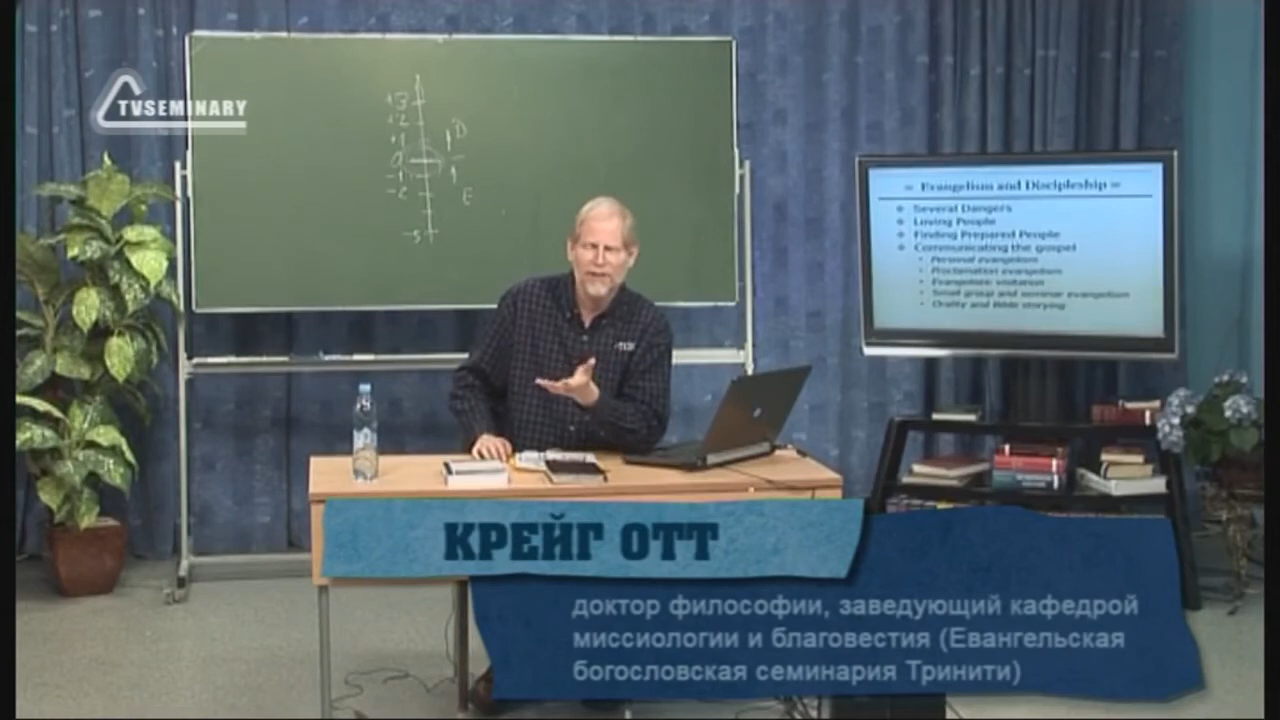 TVSEMINARY
+3
+2
+1
0
-1
-2
-5
D
E
Evangelism and Discipleship
Several Dangers
Loving People
Finding Prepared People
Communicating the gospel
Personal evangelism
Proclamation evangelism
Evangelistic visitation
Small group and seminar evangelism
Orality and Bible storying
КРЕЙГ ОТТ
доктор философии, заведующий кафедрой
миссиологии и благовестия (Евангельская
богословская семинария Тринити)